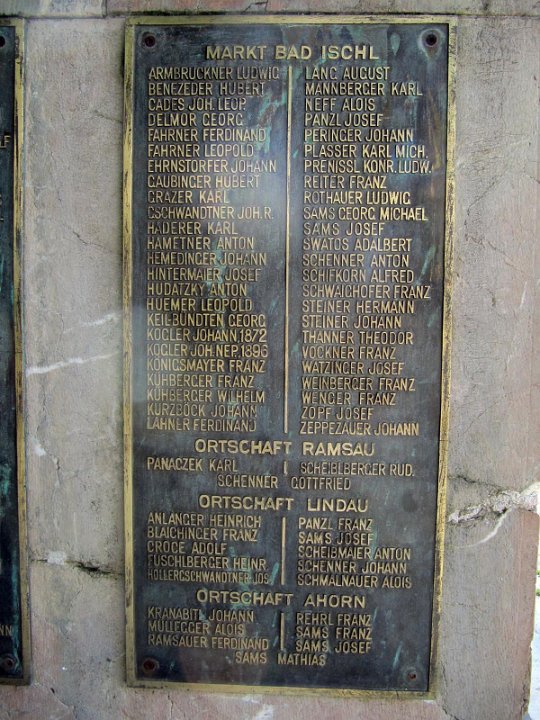 MARKT BAD ISCHL
ARMBRUCKNER LUDWIG
BENEZEDER HUBERT
CADES JOH. LEOP.
DELMOR GEORG
FAHRNER FERDINAND
FAHRNER LEOPOLD
EHRNSTORFER JOHANN
GAUBINGER HUBERT
GRAZER KARL
GSCHWANDTNER JOH.R.
HADERER KARL
HAMETNER ANTON
HEMEDINGER JOHANN
HINTERMAIER JOSEF
HUDATZKY ANTON
HUEMER LEOPOLD
KEIL-BUNDTEN GEORG
KOGLER JOHANN 1872
KOGLER JOH.NEP. 1896
KÖNIGSMAYER FRANZ
KÜHBERGER FRANZ
KÜHBERGER WILHELM
KURZBÖCK JOHANN
LAHNER FERDINAND
LANG AUGUST
MANNBERGER KARL
NEFF ALOIS
PANZL JOSEF
PERINGER JOHANN
PLASSER KARL MICH.
PRENISSL KONR. LUDW.
REITER FRANZ
ROTHAUER LUDWIG
SAMS GEORG MICHAEL
SAMS JOSEF
SWATOS ADALBERT
SCHENNER ANTON
SCHIFKORN ALFRED
SCHWAIGHOFER FRANZ
STEINER HERMANN
STEINER JOHANN
THANNER THEODOR
VOCKNER FRANZ
WATZINGER JOSEF
WEINBERGER FRANZ
WENGER FRANZ
ZOPF JOSEF
ZEPPEZAUER JOHANN
ORTSCHAFT RAMSAU
PANACZEK KARL
SCHEIBLBERGER RUD.
SCHENNER GOTTFRIED
ORTSCHAFT LINDAU
ANLANGER HEINRICH
BLAICHINGER FRANZ
CROCE ADOLF
FUSCHLBERGER HEINR.
HOLLERGSCHWANDTNER JOS.
PANZL FRANZ
SAMS JOSEF
SCHEIBMAIER ANTON
SCHENNER JOHANN
SCHMALNAUER ALOIS
ORTSCHAFT AHORN
KRANABITL JOHANN
MÜLLEGGER ALOIS
RAMSAUER FERDINAND
REHRL FRANZ
SAMS FRANZ
SAMS JOSEF
SAMS MATHIAS